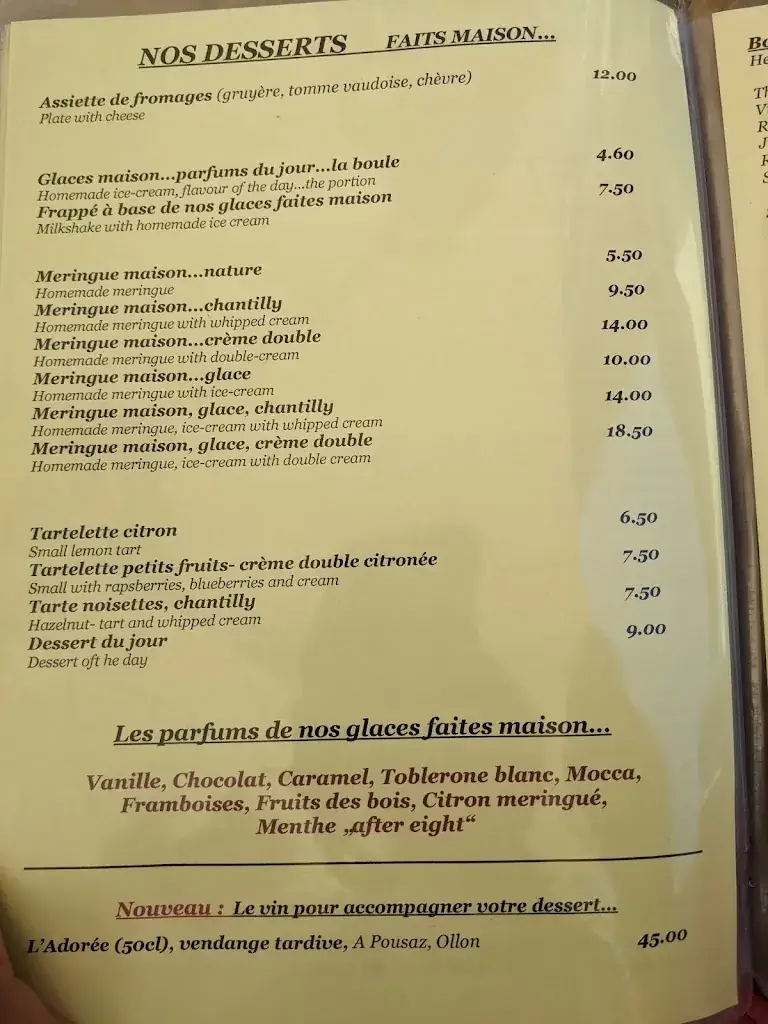 NOS DESSERTS FAITS MAISON...
Assiette de fromages (gruyère, tomme vaudoise, chèvre) 12.00
Plate with cheese
Glaces maison...parfums du jour...la boule 4.60
Homemade ice-cream, flavour of the day...the portion
Frappé à base de nos glaces faites maison 7.50
Milkshake with homemade ice cream
Meringue maison...nature 5.50
Homemade meringue
Meringue maison...chantilly 9.50
Homemade meringue with whipped cream
Meringue maison...crème double 14.00
Homemade meringue with double-cream
Meringue maison...glace 10.00
Homemade meringue with ice-cream
Meringue maison, glace, chantilly 14.00
Homemade meringue, ice-cream with whipped cream
Meringue maison, glace, crème double 18.50
Homemade meringue, ice-cream with double cream
Tartelette citron 6.50
Small lemon tart
Tartelette petits fruits- crème double citronée 7.50
Small with rapsberries, blueberries and cream
Tarte noisettes, chantilly 7.50
Hazelnut- tart and whipped cream
Dessert du jour 9.00
Dessert oft he day
Les parfums de nos glaces faites maison...
Vanille, Chocolat, Caramel, Toblerone blanc, Mocca,
Framboises, Fruits des bois, Citron meringué,
Menthe „after eight“
Nouveau : Le vin pour accompagner votre dessert...
L'Adorée (50cl), vendange tardive, A Pousaz, Ollon 45.00